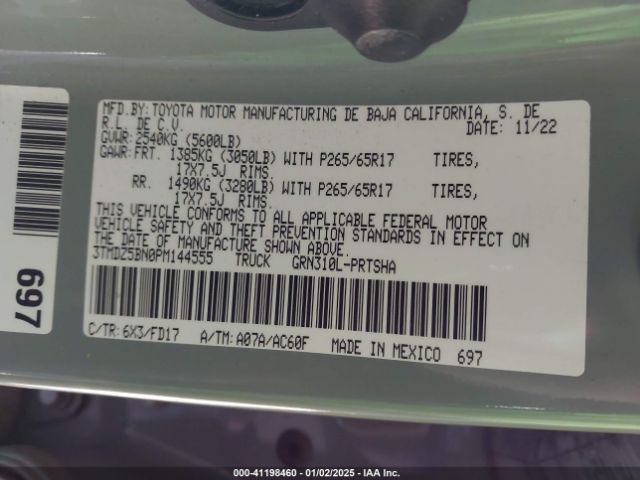 MFD.BY: TOYOTA MOTOR MANUFACTURING DE BAJA CALIFORNIA, S. DE
R.L. DE C.V. DATE: 11/22
GVWR: 2540KG (5600LB)
GAWR: FRT. 1385KG (3050LB) WITH P265/65R17 TIRES,
17X7.5J RIMS.
RR. 1490KG (3280LB) WITH P265/65R17 TIRES,
17X7.5J RIMS.
THIS VEHICLE CONFORMS TO ALL APPLICABLE FEDERAL MOTOR
VEHICLE SAFETY AND THEFT PREVENTION STANDARDS IN EFFECT ON
THE DATE OF MANUFACTURE SHOWN ABOVE.
3TMDZ5BN0PM144555 TRUCK GRN310L-PRTSHA
C/TR: 6X3/FD17 A/TM: A07A/AC60F MADE IN MEXICO 697
697
000-41198460 - 01/02/2025 - IAA Inc.